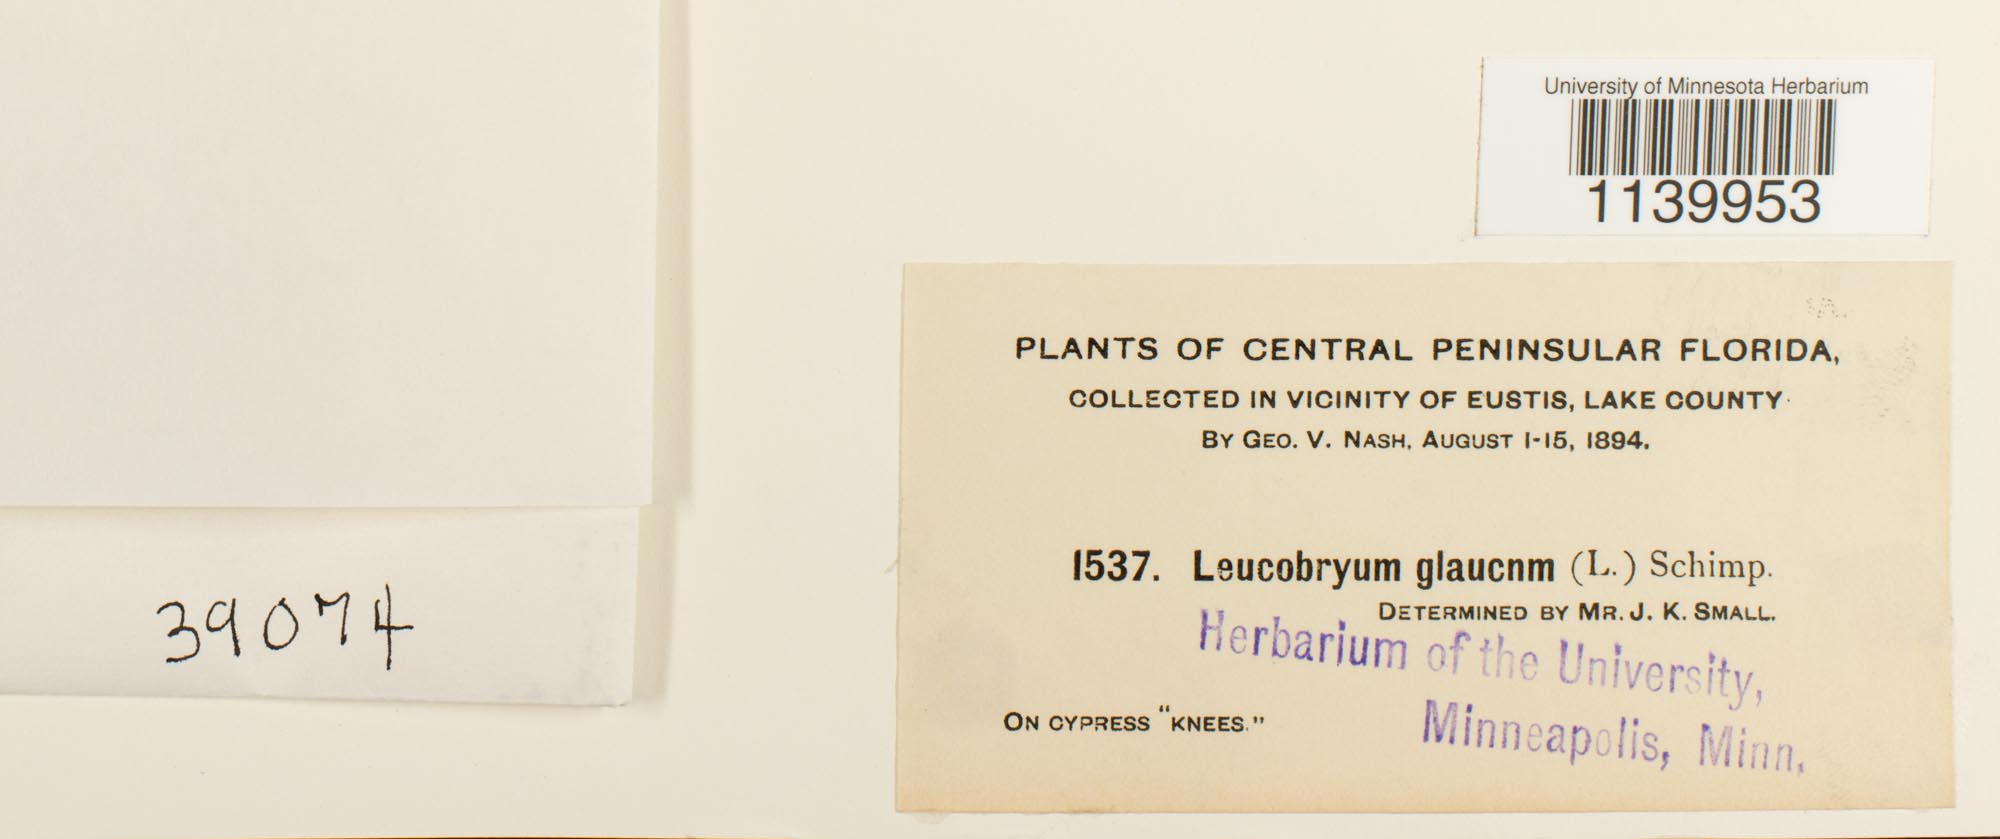 University of Minnesota Herbarium
1139953
PLANTS OF CENTRAL PENINSULAR FLORIDA,
COLLECTED IN VICINITY OF EUSTIS, LAKE COUNTY
BY GEO. V. NASH, AUGUST 1-15, 1894.
1537. Leucobryum glaucnm (L.) Schimp.
DETERMINED BY MR. J. K. SMALL.
Herbarium of the University,
Minneapolis, Minn.
ON CYPRESS "KNEES."
39074